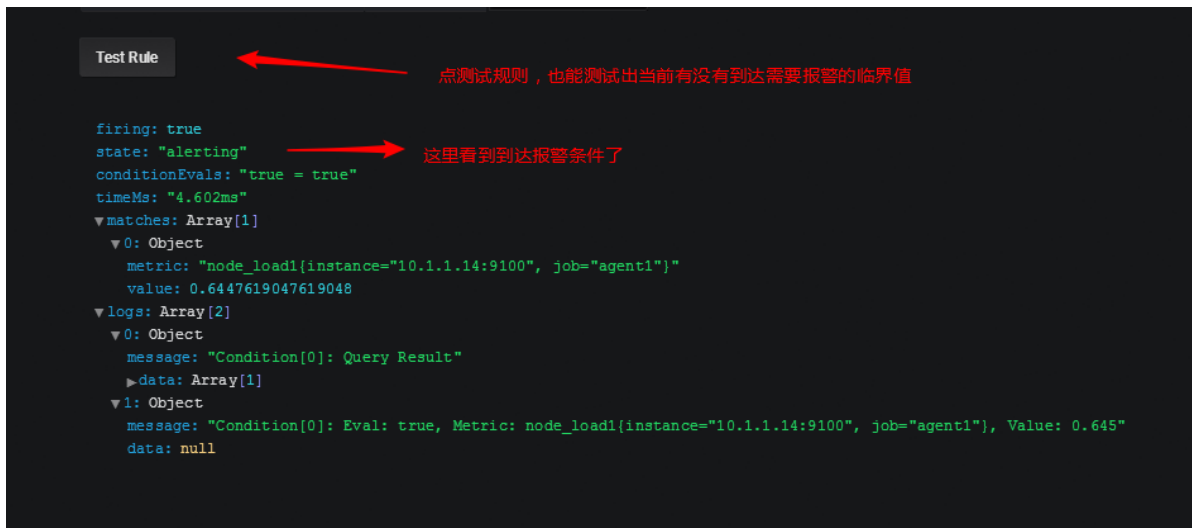 Test Rule
点测试规则，也能测试出当前有没有到达需要报警的临界值
firing: true
state: "alerting"
这里看到到达报警条件了
conditionEvals: "true = true"
timeMs: "4.602ms"
▼matches: Array[1]
▼0: Object
metric: "node_load1{instance="10.1.1.14:9100", job="agent1"}"
value: 0.6447619047619048
▼logs: Array[2]
▼0: Object
message: "Condition[0]: Query Result"
▶data: Array[1]
▼1: Object
message: "Condition[0]: Eval: true, Metric: node_load1{instance="10.1.1.14:9100", job="agent1"}, Value: 0.645"
data: null